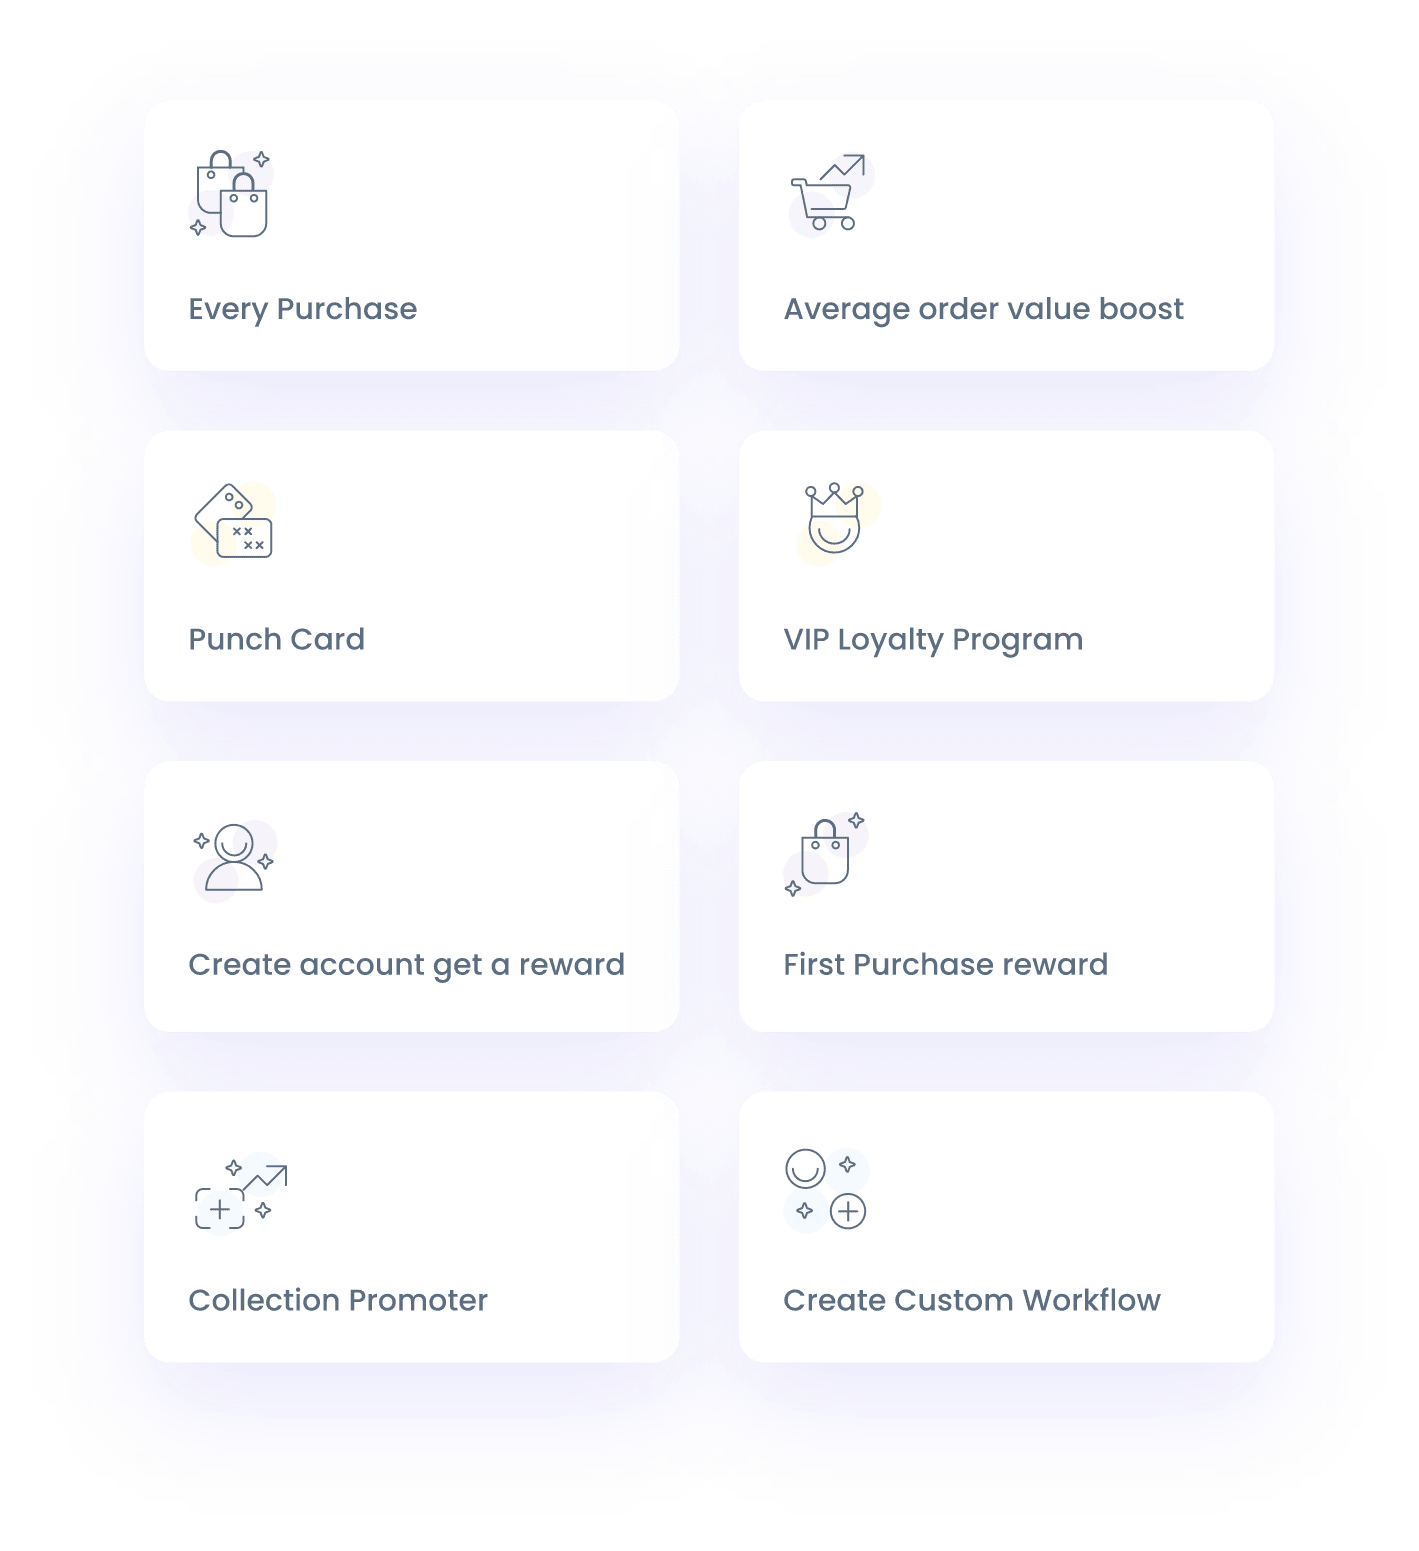 Every Purchase
Average order value boost
Punch Card
VIP Loyalty Program
Create account get a reward
First Purchase reward
Collection Promoter
Create Custom Workflow